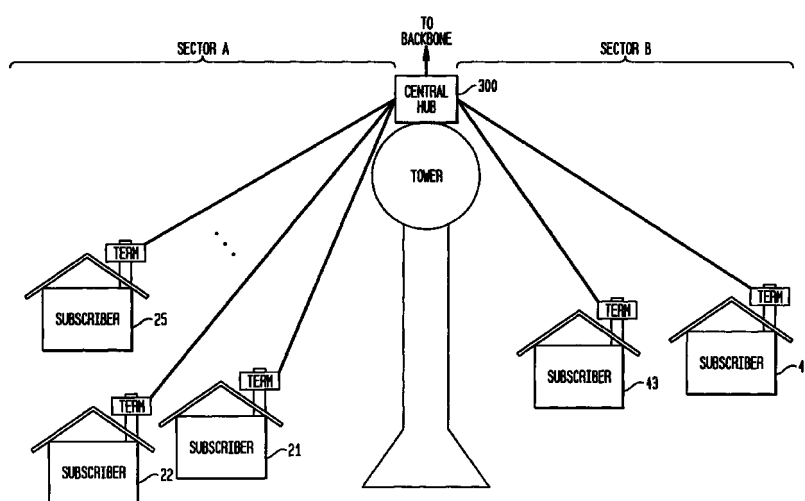 TO
BACKBONE
SECTOR A
SECTOR B
CENTRAL
HUB
300
TOWER
TERM
SUBSCRIBER
25
TERM
SUBSCRIBER
43
TERM
SUBSCRIBER
4
TERM
SUBSCRIBER
21
TERM
SUBSCRIBER
22